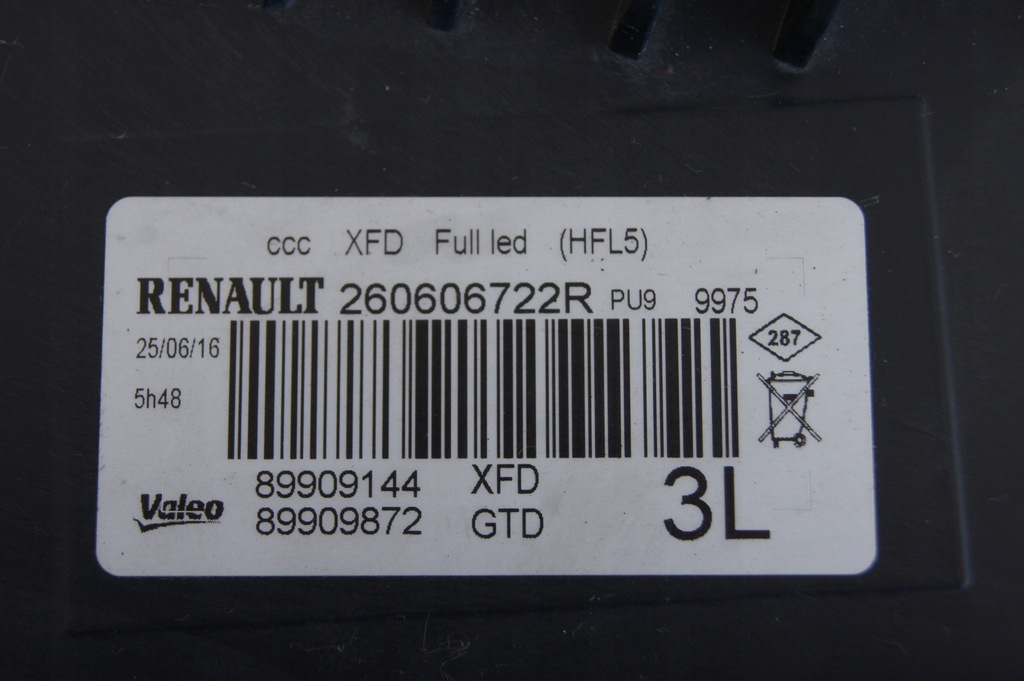 ccc XFD Full led (HFL5)
RENAULT 260606722R PU9 9975
25/06/16
287
5h48
89909144 XFD
Valeo
89909872 GTD
3L